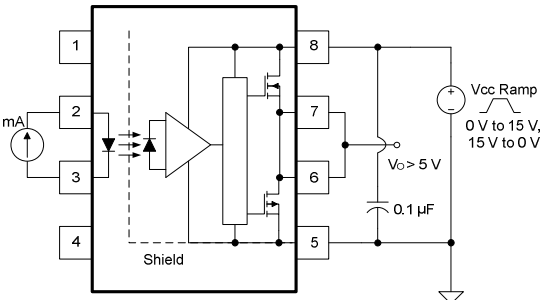 1
8
2
7
mA
Vcc Ramp
0 V to 15 V,
15 V to 0 V
VO > 5 V
3
6
0.1 µF
4
5
Shield
+
−